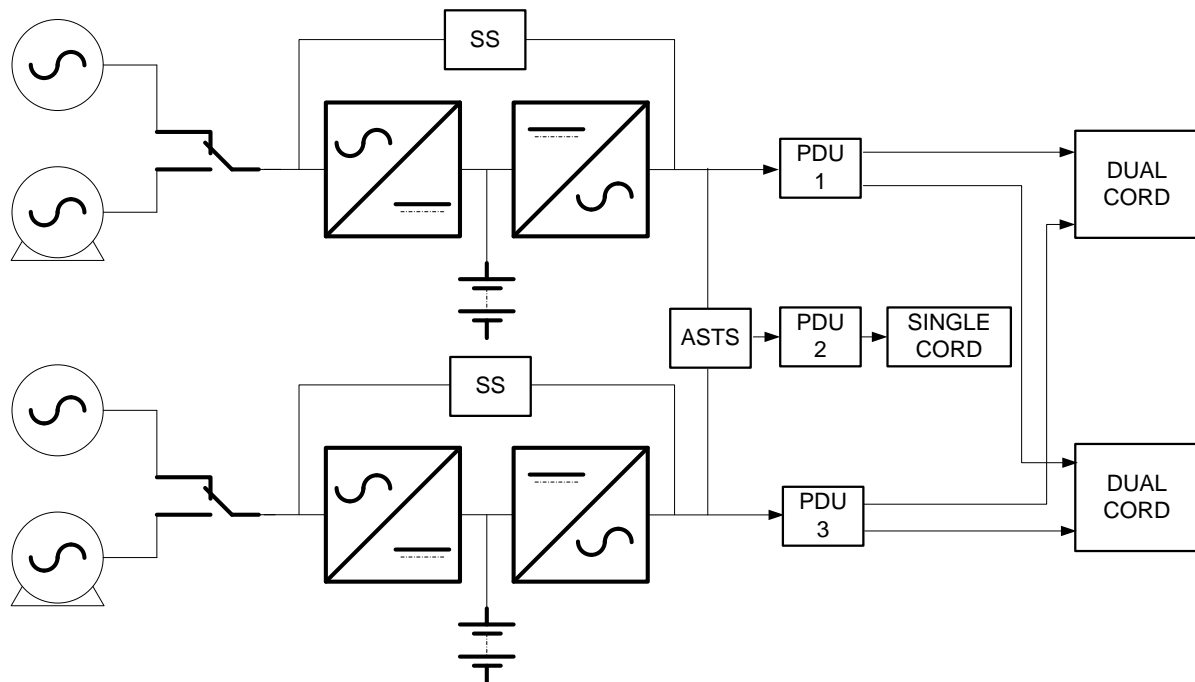 SS
PDU
1
DUAL
CORD
ASTS
PDU
2
SINGLE
CORD
SS
PDU
3
DUAL
CORD